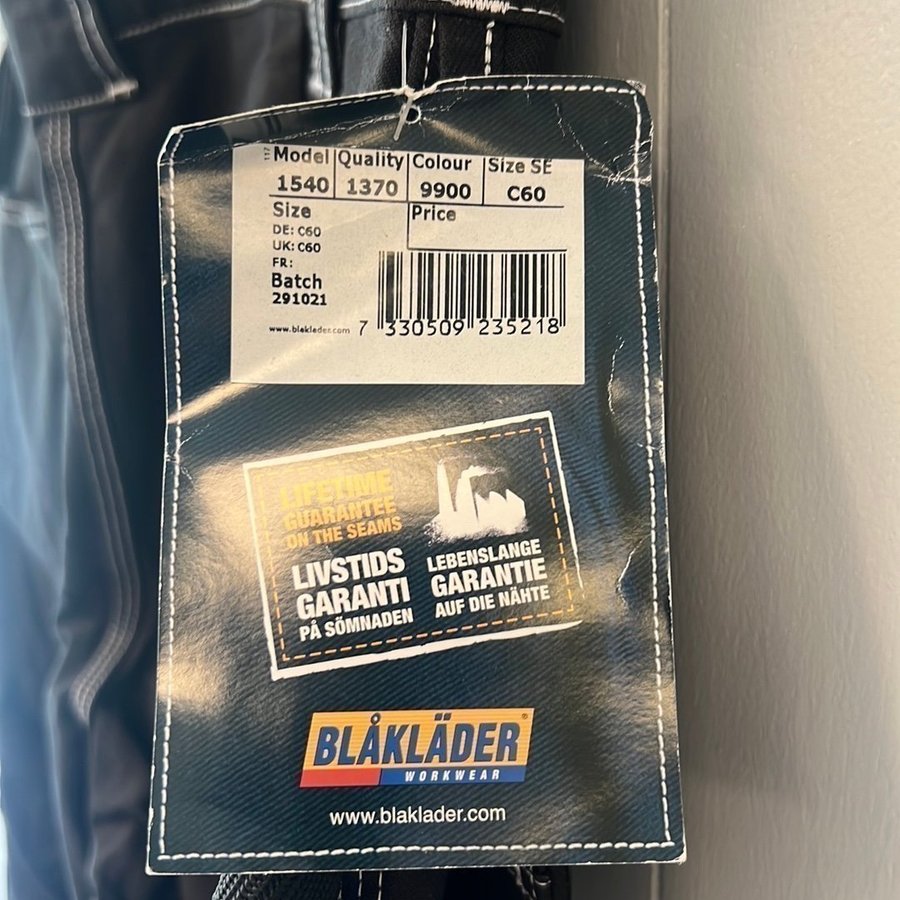 117
Model Quality Colour Size SE
1540 1370 9900 C60
Size Price
DE: C60
UK: C60
FR:
Batch
291021
www.blaklader.com 7 330509 235218
LIFETIME
GUARANTEE
ON THE SEAMS
LIVSTIDS
GARANTI
PÅ SÖMNADEN
LEBENSLANGE
GARANTIE
AUF DIE NÄHTE
BLÅKLÄDER®
WORKWEAR
www.blaklader.com